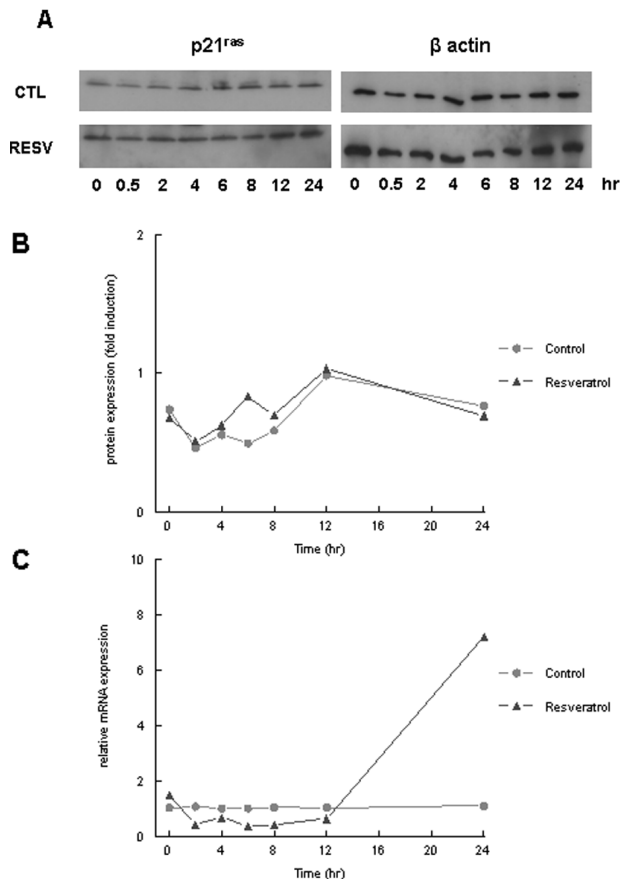 A
p21ras β actin
CTL
RESV
0 0.5 2 4 6 8 12 24 0 0.5 2 4 6 8 12 24 hr
B
2
1
0
protein expression (fold induction)
0 4 8 12 16 20 24
Time (hr)
Control
Resveratrol
C
10
8
6
4
2
0
relative mRNA expression
0 4 8 12 16 20 24
Time (hr)
Control
Resveratrol